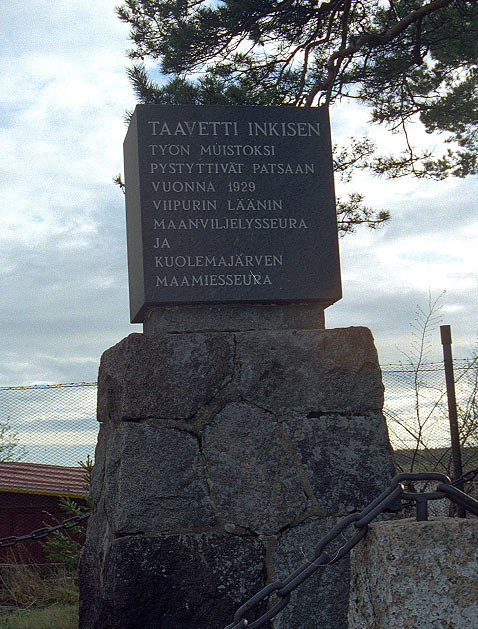 TAAVETTI INKISEN
TYÖN MUISTOKSI
PYSTYTTIVÄT PATSAAN
VUONNA 1929
VIIPURIN LÄÄNIN
MAANVILJELYSSEURA
JA
KUOLEMAJÄRVEN
MAAMIESSEURA